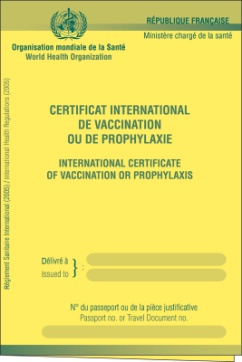 RÉPUBLIQUE FRANÇAISE
Ministère chargé de la santé
Organisation mondiale de la Santé
World Health Organization
CERTIFICAT INTERNATIONAL
DE VACCINATION
OU DE PROPHYLAXIE
INTERNATIONAL CERTIFICATE
OF VACCINATION OR PROPHYLAXIS
Délivré à
Issued to
} :
N° du passeport ou de la pièce justificative
Passport no. or Travel Document no.
Règlement Sanitaire International (2005) / International Health Regulations (2005)